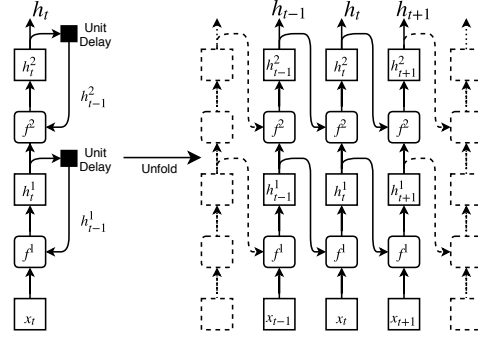 h_t h_{t-1} h_t h_{t+1}
Unit
Delay
h_t^2 h_{t-1}^2 h_t^2 h_{t+1}^2
h_{t-1}^2
f^2 f^2 f^2 f^2
Unit
Delay
Unfold
h_t^1 h_{t-1}^1 h_t^1 h_{t+1}^1
h_{t-1}^1
f^1 f^1 f^1 f^1
x_t x_{t-1} x_t x_{t+1}